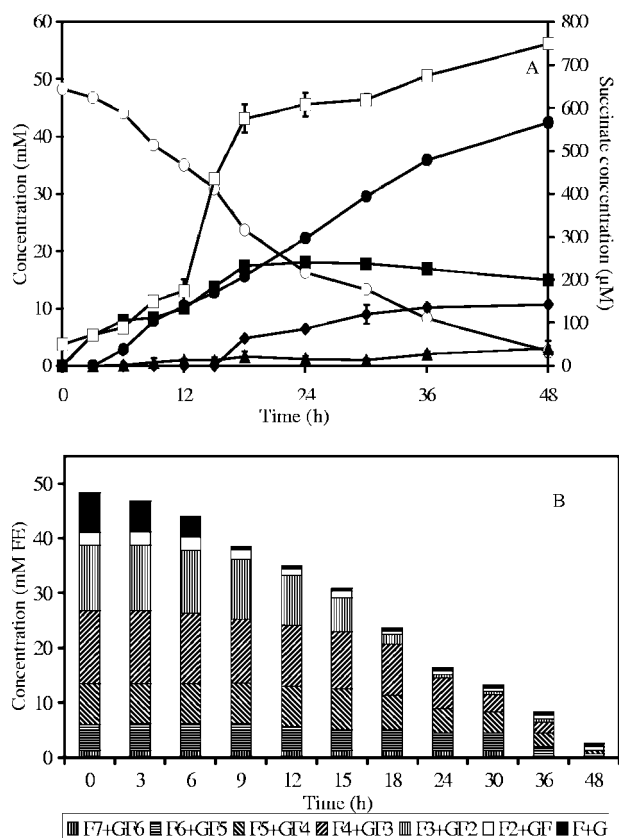 60
50
40
30
20
10
0
Concentration (mM)
A
800
700
600
500
400
300
200
100
0
Succinate concentration (µM)
0 12 24 36 48
Time (h)
50
40
30
20
10
0
Concentration (mM FE)
B
0 3 6 9 12 15 18 24 30 36 48
Time (h)
F7+GF6 F6+GF5 F5+GF4 F4+GF3 F3+GF2 F2+GF F+G